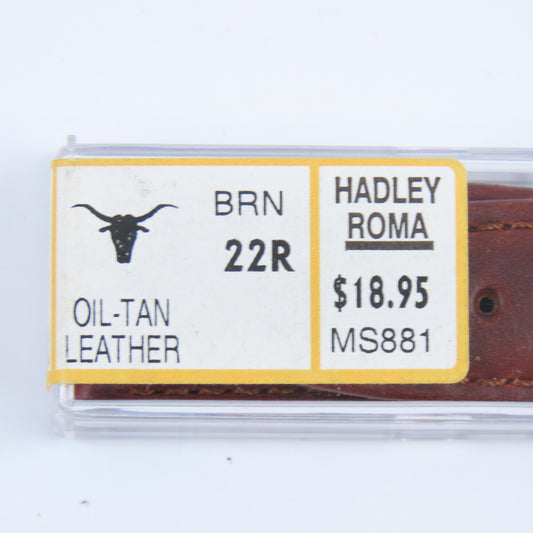 BRN
22R
OIL-TAN
LEATHER
HADLEY
ROMA
$18.95
MS881